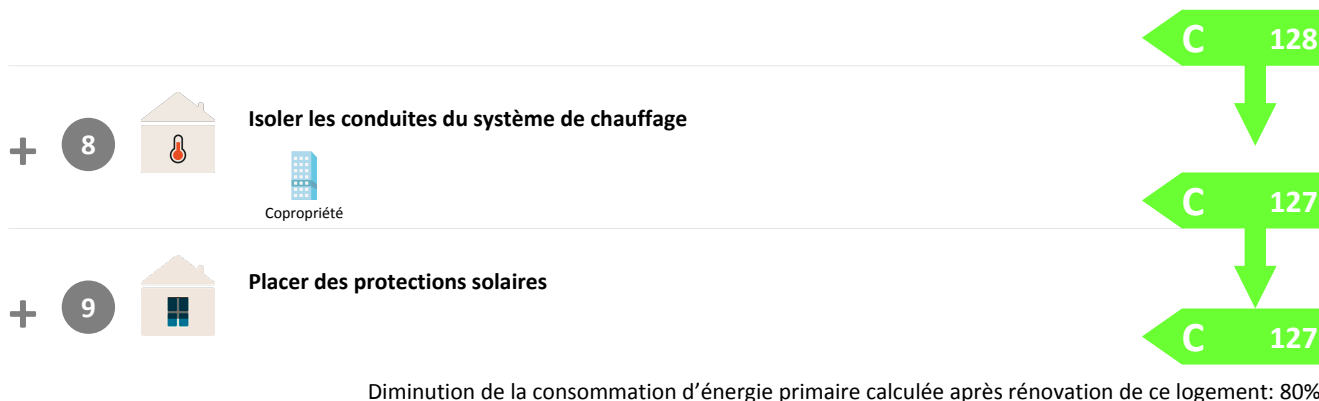 C 128
+ 8 Isoler les conduites du système de chauffage
Copropriété
C 127
+ 9 Placer des protections solaires
C 127
Diminution de la consommation d'énergie primaire calculée après rénovation de ce logement: 80%